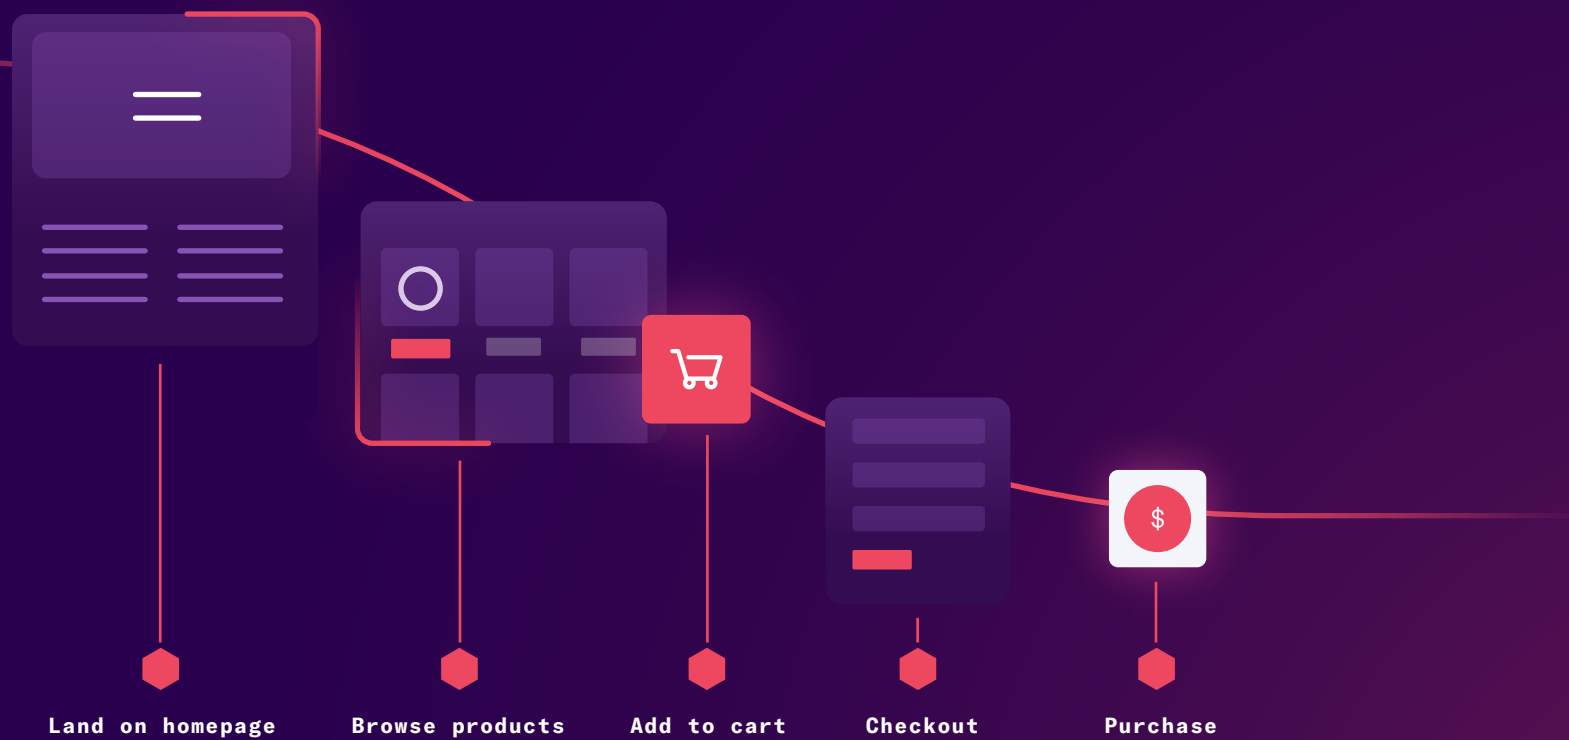 $
Land on homepage
Browse products
Add to cart
Checkout
Purchase